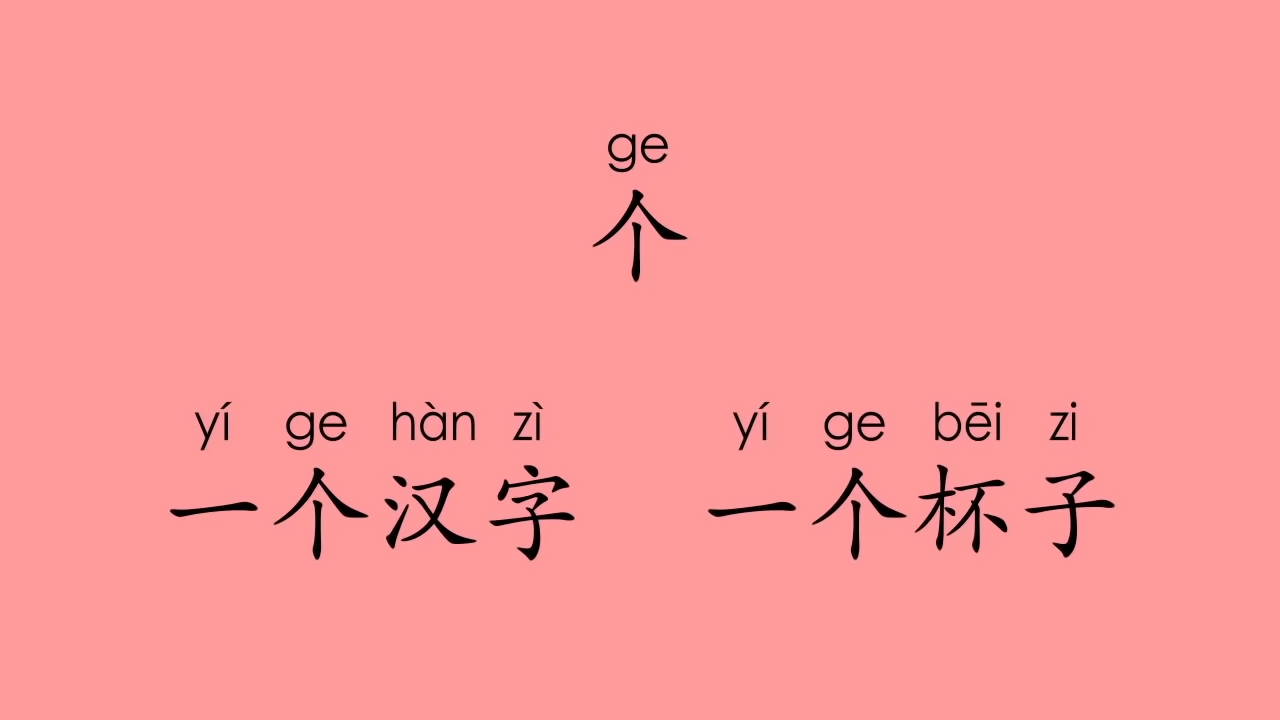 ge
个
yí ge hàn zì
一个汉字
yí ge bēi zi
一个杯子